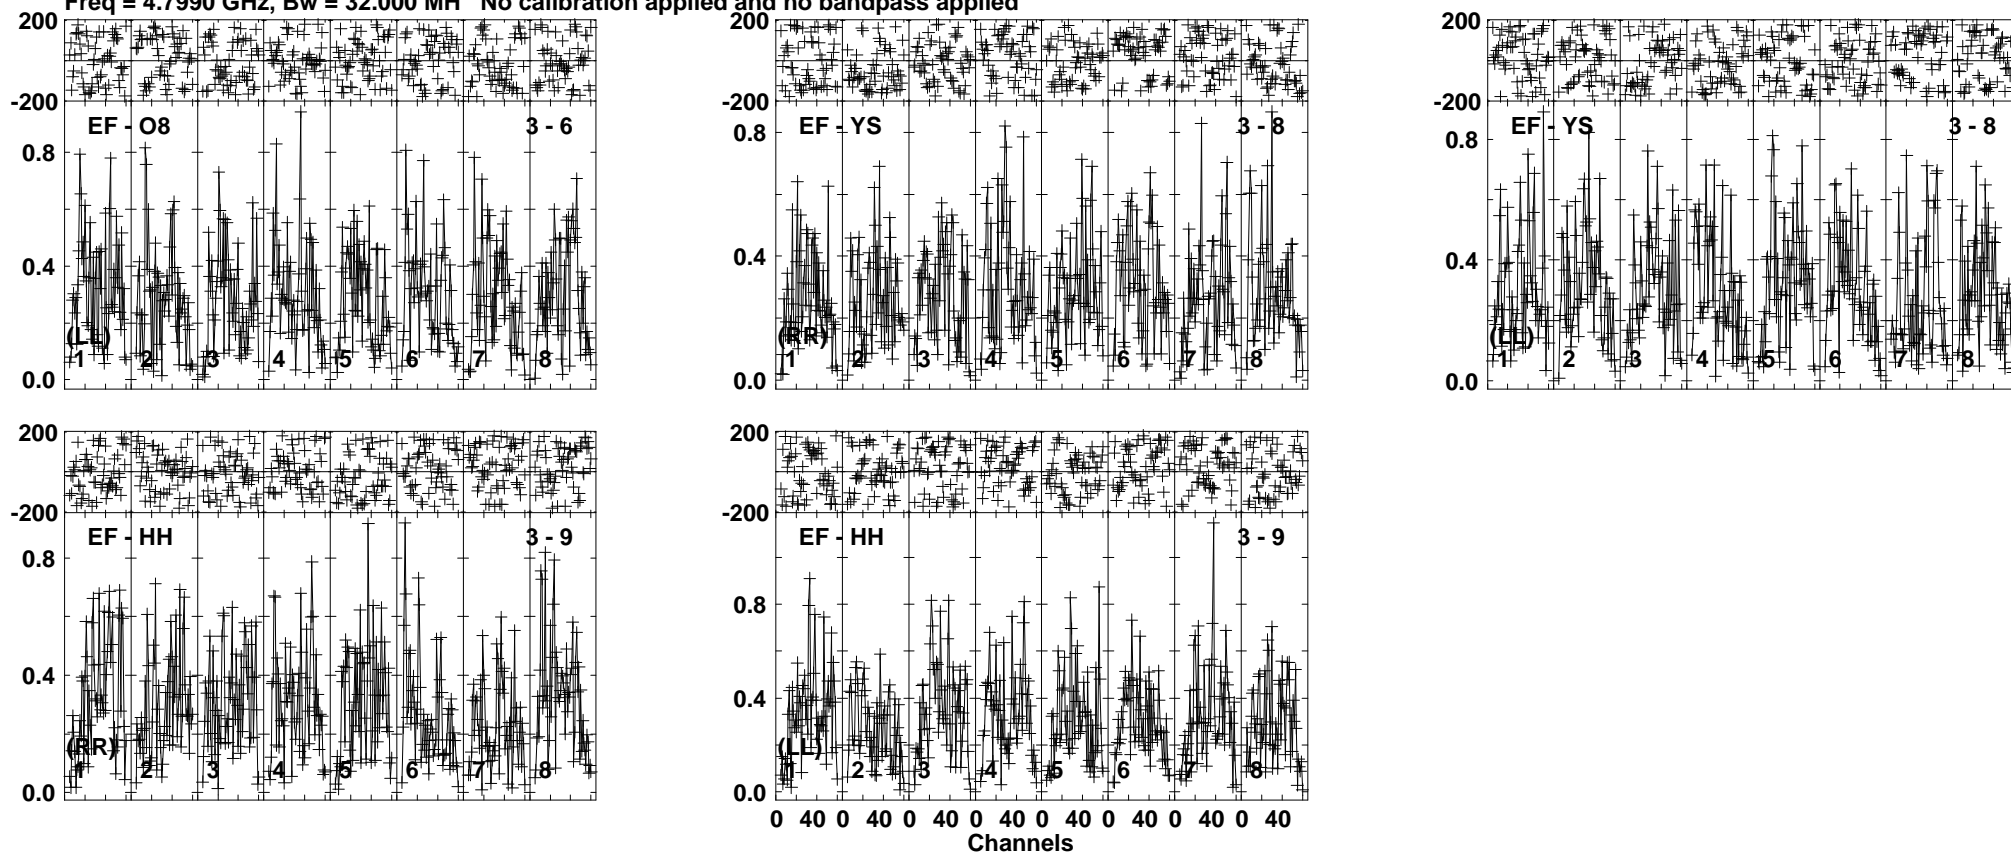 Freq = 4.7990 GHz, Bw = 32.000 MH No calibration applied and no bandpass applied
200 200 200
-200 -200 -200
EF - O8 3 - 6 EF - YS 3 - 8 EF - YS 3 - 8
0.8 0.8 0.8
0.4 0.4 0.4
(LL) (RR) (LL)
1 2 3 4 5 6 7 8 1 2 3 4 5 6 7 8 1 2 3 4 5 6 7 8
0.0 0.0 0.0
200 200
-200 -200
EF - HH 3 - 9 EF - HH 3 - 9
0.8 0.8
0.4 0.4
(RR) (LL)
1 2 3 4 5 6 7 8 1 2 3 4 5 6 7 8
0.0 0.0
0 40 0 40 0 40 0 40 0 40 0 40 0 40 0 40
Channels